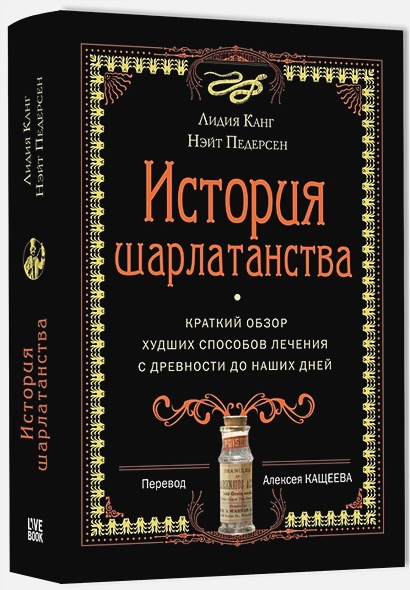 Лидия Канг
Нэйт Педерсен
История
шарлатанства
КРАТКИЙ ОБЗОР
ХУДШИХ СПОСОБОВ ЛЕЧЕНИЯ
С ДРЕВНОСТИ ДО НАШИХ ДНЕЙ
Перевод
Алексея КАЩЕЕВА
GRANULES
Лидия Канг
Нэйт Педерсен
История
шарлатанства
LIVE
BOOK